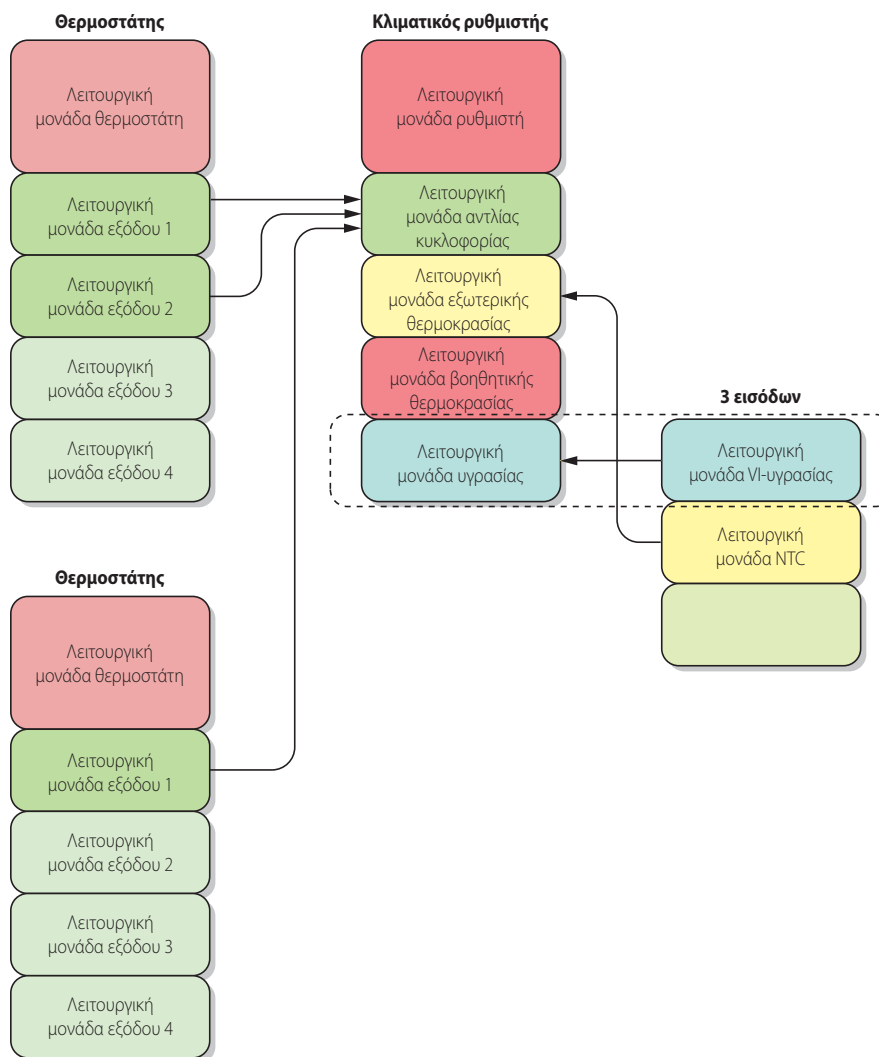 Θερμοστάτης
Λειτουργική
μονάδα θερμοστάτη
Λειτουργική
μονάδα εξόδου 1
Λειτουργική
μονάδα εξόδου 2
Λειτουργική
μονάδα εξόδου 3
Λειτουργική
μονάδα εξόδου 4
Θερμοστάτης
Λειτουργική
μονάδα θερμοστάτη
Λειτουργική
μονάδα εξόδου 1
Λειτουργική
μονάδα εξόδου 2
Λειτουργική
μονάδα εξόδου 3
Λειτουργική
μονάδα εξόδου 4
Κλιματικός ρυθμιστής
Λειτουργική
μονάδα ρυθμιστή
Λειτουργική
μονάδα αντλίας
κυκλοφορίας
Λειτουργική
μονάδα εξωτερικής
θερμοκρασίας
Λειτουργική
μονάδα βοηθητικής
θερμοκρασίας
Λειτουργική
μονάδα υγρασίας
3 εισόδων
Λειτουργική
μονάδα VI-υγρασίας
Λειτουργική
μονάδα NTC